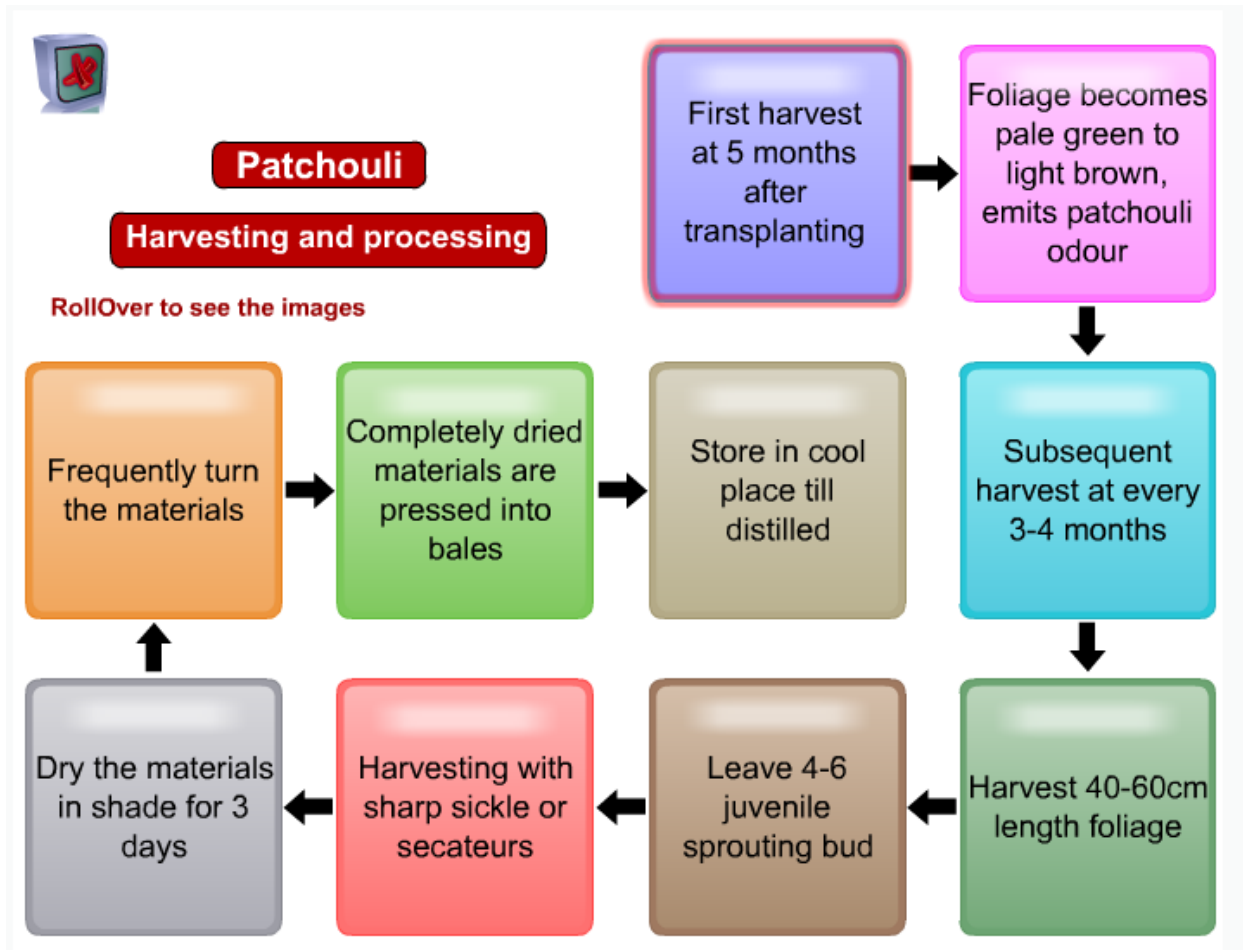 Patchouli
Harvesting and processing
RollOver to see the images
First harvest
at 5 months
after
transplanting
Foliage becomes
pale green to
light brown,
emits patchouli
odour
Subsequent
harvest at every
3-4 months
Harvest 40-60cm
length foliage
Leave 4-6
juvenile
sprouting bud
Harvesting with
sharp sickle or
secateurs
Dry the materials
in shade for 3
days
Frequently turn
the materials
Completely dried
materials are
pressed into
bales
Store in cool
place till
distilled